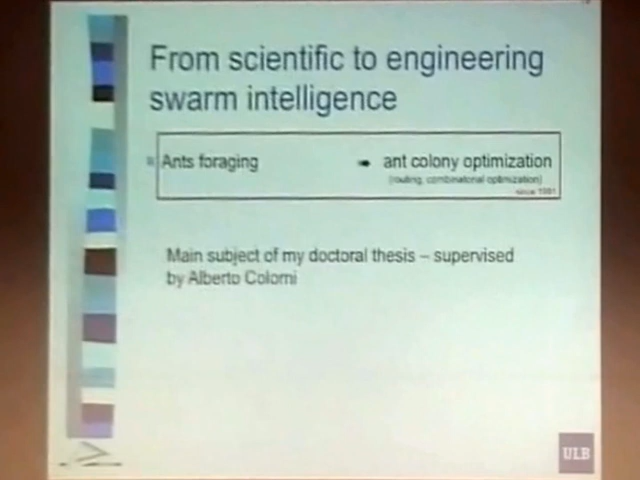 From scientific to engineering
swarm intelligence
Ants foraging
ant colony optimization
(routing, combinatorial optimization)
since 1991
Main subject of my doctoral thesis – supervised
by Alberto Colorni
ULB